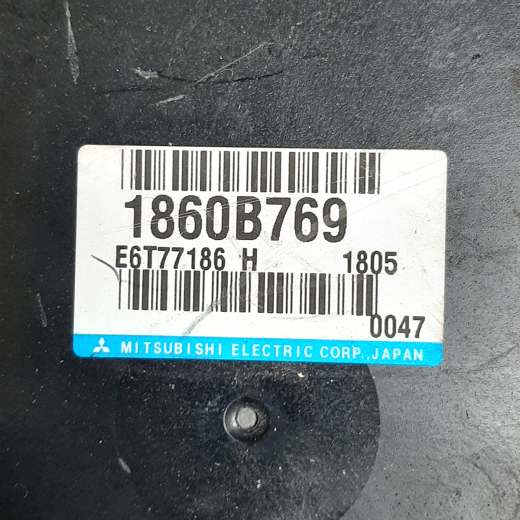 1860B769
E6T77186 H 1805
0047
MITSUBISHI ELECTRIC CORP., JAPAN